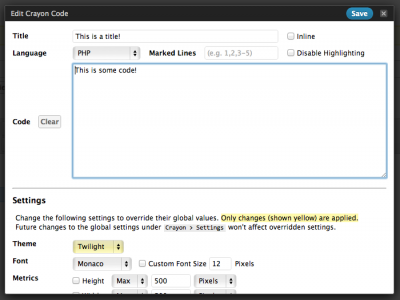 Edit Crayon Code Save
Title This is a title! Inline
Language PHP Marked Lines (e.g. 1,2,3-5) Disable Highlighting
This is some code!
Code Clear
Settings
Change the following settings to override their global values. Only changes (shown yellow) are applied.
Future changes to the global settings under Crayon > Settings won't affect overridden settings.
Theme Twilight
Font Monaco Custom Font Size 12 Pixels
Metrics Height Max 500 Pixels